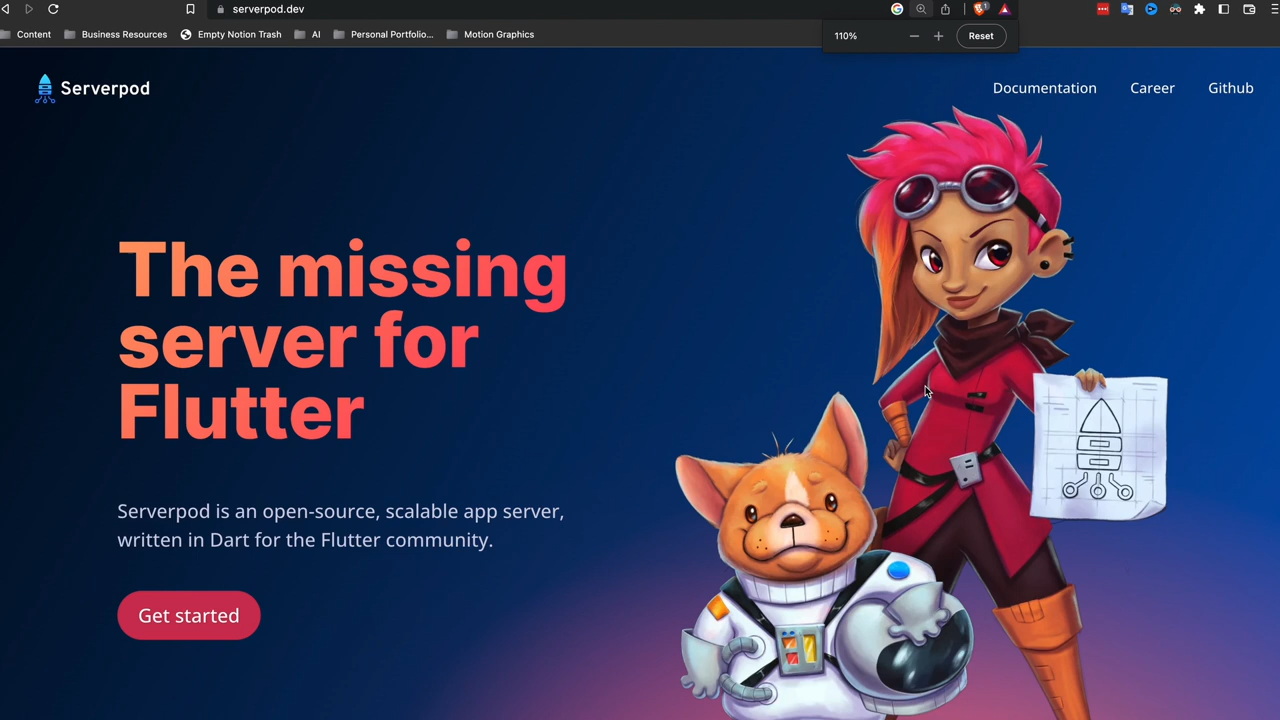 serverpod.dev
1
Content
Business Resources
Empty Notion Trash
AI
Personal Portfolio...
Motion Graphics
110%
Reset
Serverpod
Documentation
Career
Github
The missing
server for
Flutter
Serverpod is an open-source, scalable app server,
written in Dart for the Flutter community.
Get started